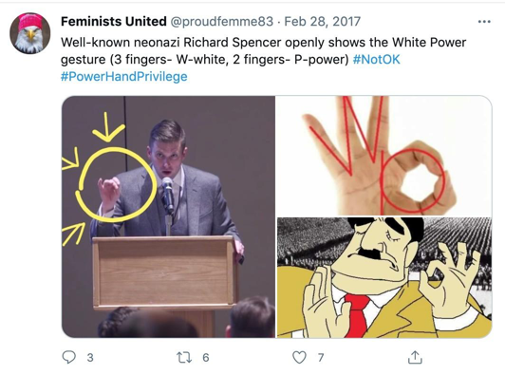 Feminists United @proudfemme83 · Feb 28, 2017
Well-known neonazi Richard Spencer openly shows the White Power
gesture (3 fingers- W-white, 2 fingers- P-power) #NotOK
#PowerHandPrivilege
3
6
7